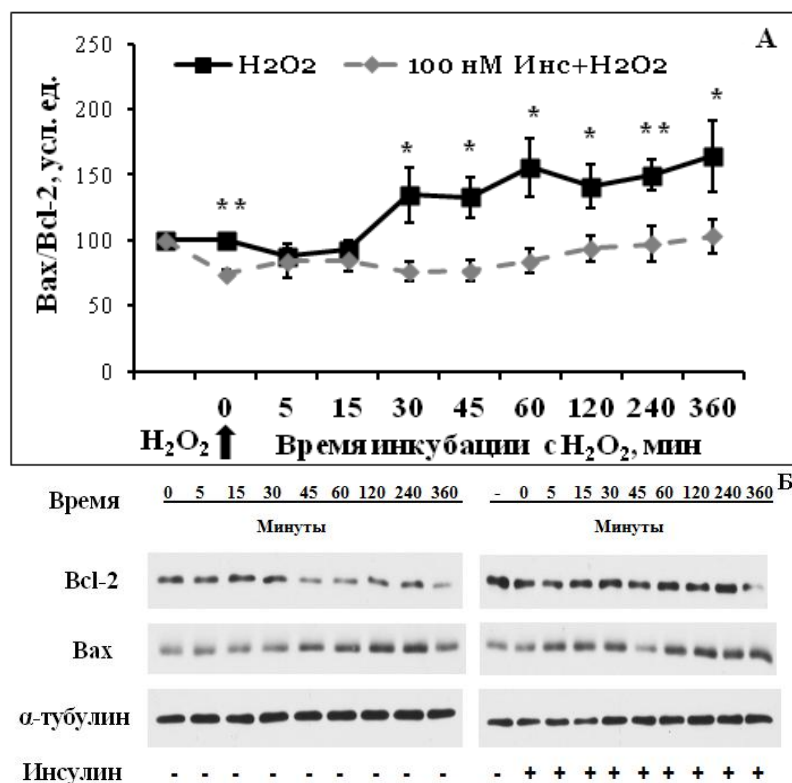 250
А
H2O2
100 нМ Инс+H2O2
Bax/Bcl-2, усл. ед.
200
* *
*
*
*
*
* *
*
150
100
50
0
0 5 15 30 45 60 120 240 360
H₂O₂
Время инкубации с H₂O₂, мин
Б
Время
0 5 15 30 45 60 120 240 360
- 0 5 15 30 45 60 120 240 360
Минуты
Минуты
Bcl-2
Bax
α-тубулин
Инсулин
- - - - - - - - -
- + + + + + + + + +